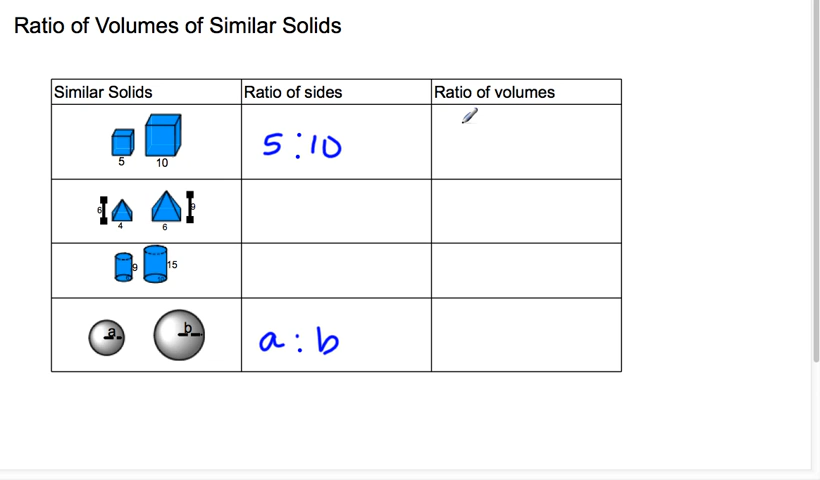 Ratio of Volumes of Similar Solids
Similar Solids Ratio of sides Ratio of volumes
5 10 5:10
6 4 6 9
9 15
a b a:b